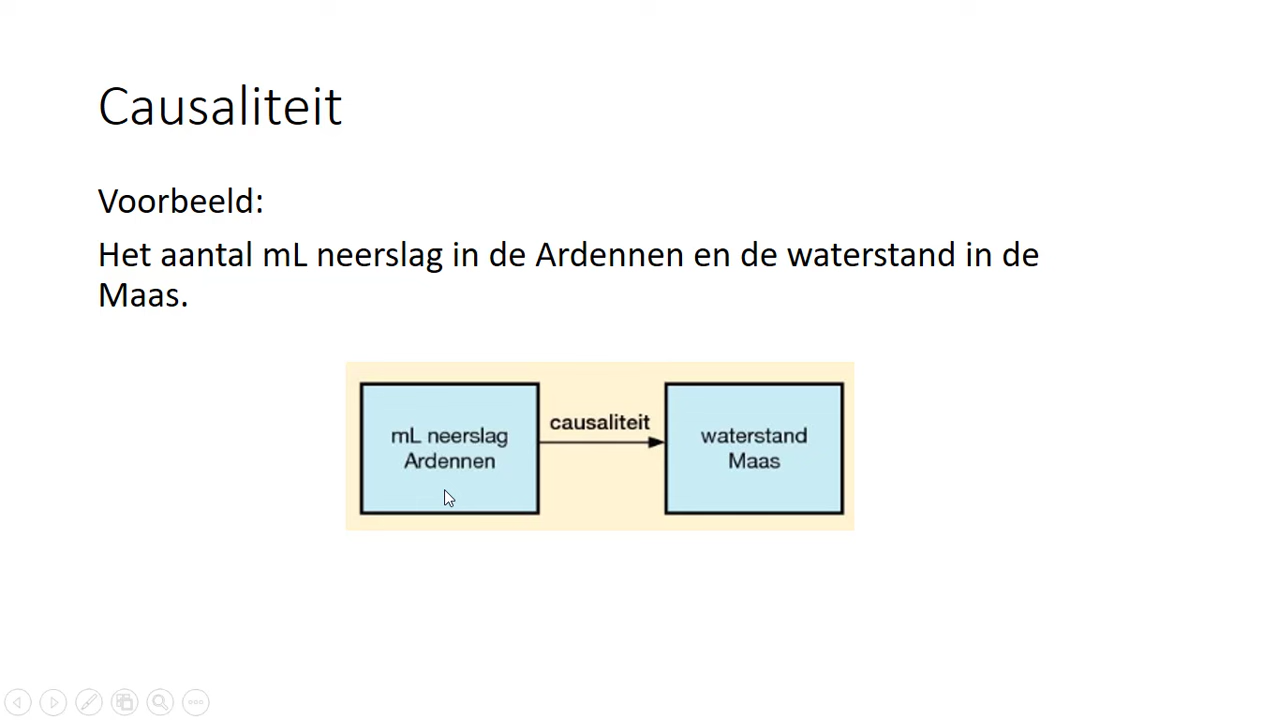 Causaliteit
Voorbeeld:
Het aantal mL neerslag in de Ardennen en de waterstand in de
Maas.
mL neerslag
Ardennen
causaliteit
waterstand
Maas